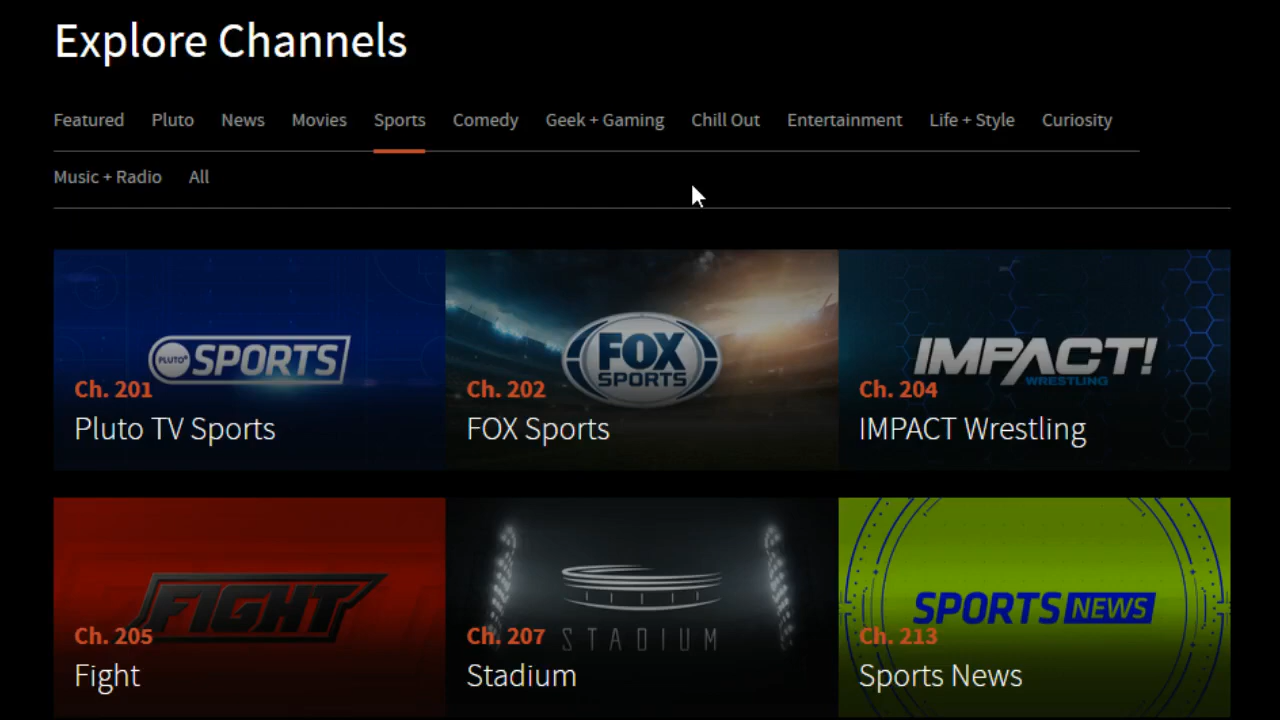 Explore Channels
Featured Pluto News Movies Sports Comedy Geek + Gaming Chill Out Entertainment Life + Style Curiosity
Music + Radio All
PLUTO SPORTS
Ch. 201
Pluto TV Sports
FOX
SPORTS
Ch. 202
FOX Sports
IMPACT!
WRESTLING
Ch. 204
IMPACT Wrestling
FIGHT
Ch. 205
Fight
STADIUM
Ch. 207
Stadium
SPORTS NEWS
Ch. 213
Sports News